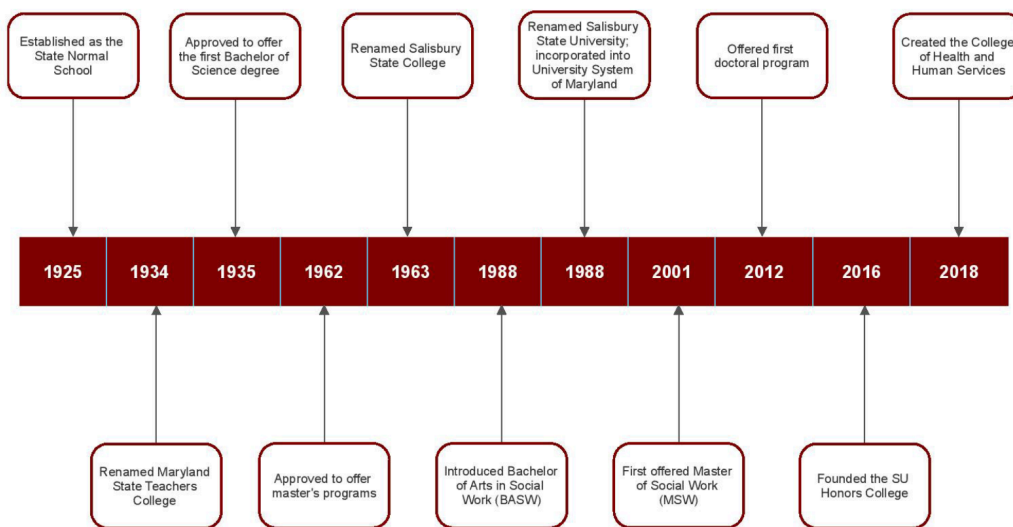 Established as the
State Normal
School
Approved to offer
the first Bachelor of
Science degree
Renamed Salisbury
State College
Renamed Salisbury
State University;
incorporated into
University System
of Maryland
Offered first
doctoral program
Created the College
of Health and
Human Services
1925
1934
1935
1962
1963
1988
1988
2001
2012
2016
2018
Renamed Maryland
State Teachers
College
Approved to offer
master's programs
Introduced Bachelor
of Arts in Social
Work (BASW)
First offered Master
of Social Work
(MSW)
Founded the SU
Honors College